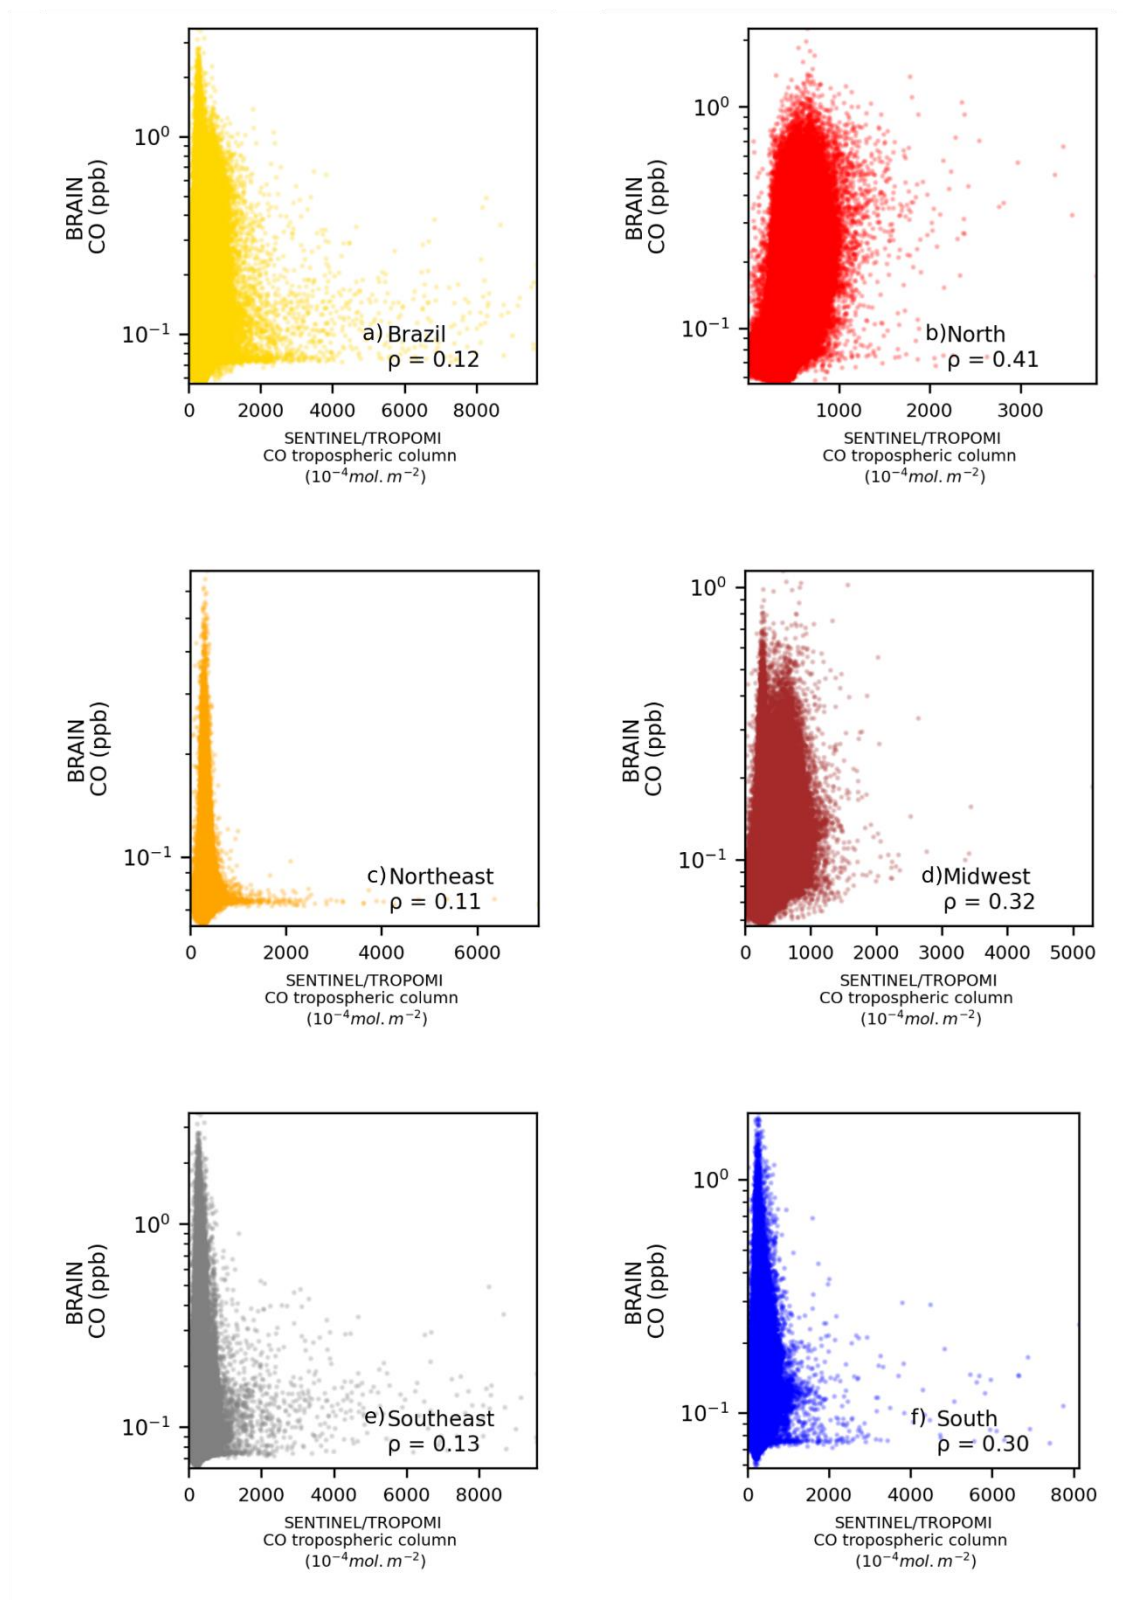 BRAIN
CO (ppb)
10⁰
10⁻¹
a) Brazil
ρ = 0.12
0 2000 4000 6000 8000
SENTINEL/TROPOMI
CO tropospheric column
(10⁻⁴mol.m⁻²)
BRAIN
CO (ppb)
10⁰
10⁻¹
b)North
ρ = 0.41
1000 2000 3000
SENTINEL/TROPOMI
CO tropospheric column
(10⁻⁴mol.m⁻²)
BRAIN
CO (ppb)
10⁻¹
c) Northeast
ρ = 0.11
0 2000 4000 6000
SENTINEL/TROPOMI
CO tropospheric column
(10⁻⁴mol.m⁻²)
BRAIN
CO (ppb)
10⁰
10⁻¹
d)Midwest
ρ = 0.32
0 1000 2000 3000 4000 5000
SENTINEL/TROPOMI
CO tropospheric column
(10⁻⁴mol.m⁻²)
BRAIN
CO (ppb)
10⁰
10⁻¹
e)Southeast
ρ = 0.13
0 2000 4000 6000 8000
SENTINEL/TROPOMI
CO tropospheric column
(10⁻⁴mol.m⁻²)
BRAIN
CO (ppb)
10⁰
10⁻¹
f) South
ρ = 0.30
0 2000 4000 6000 8000
SENTINEL/TROPOMI
CO tropospheric column
(10⁻⁴mol.m⁻²)